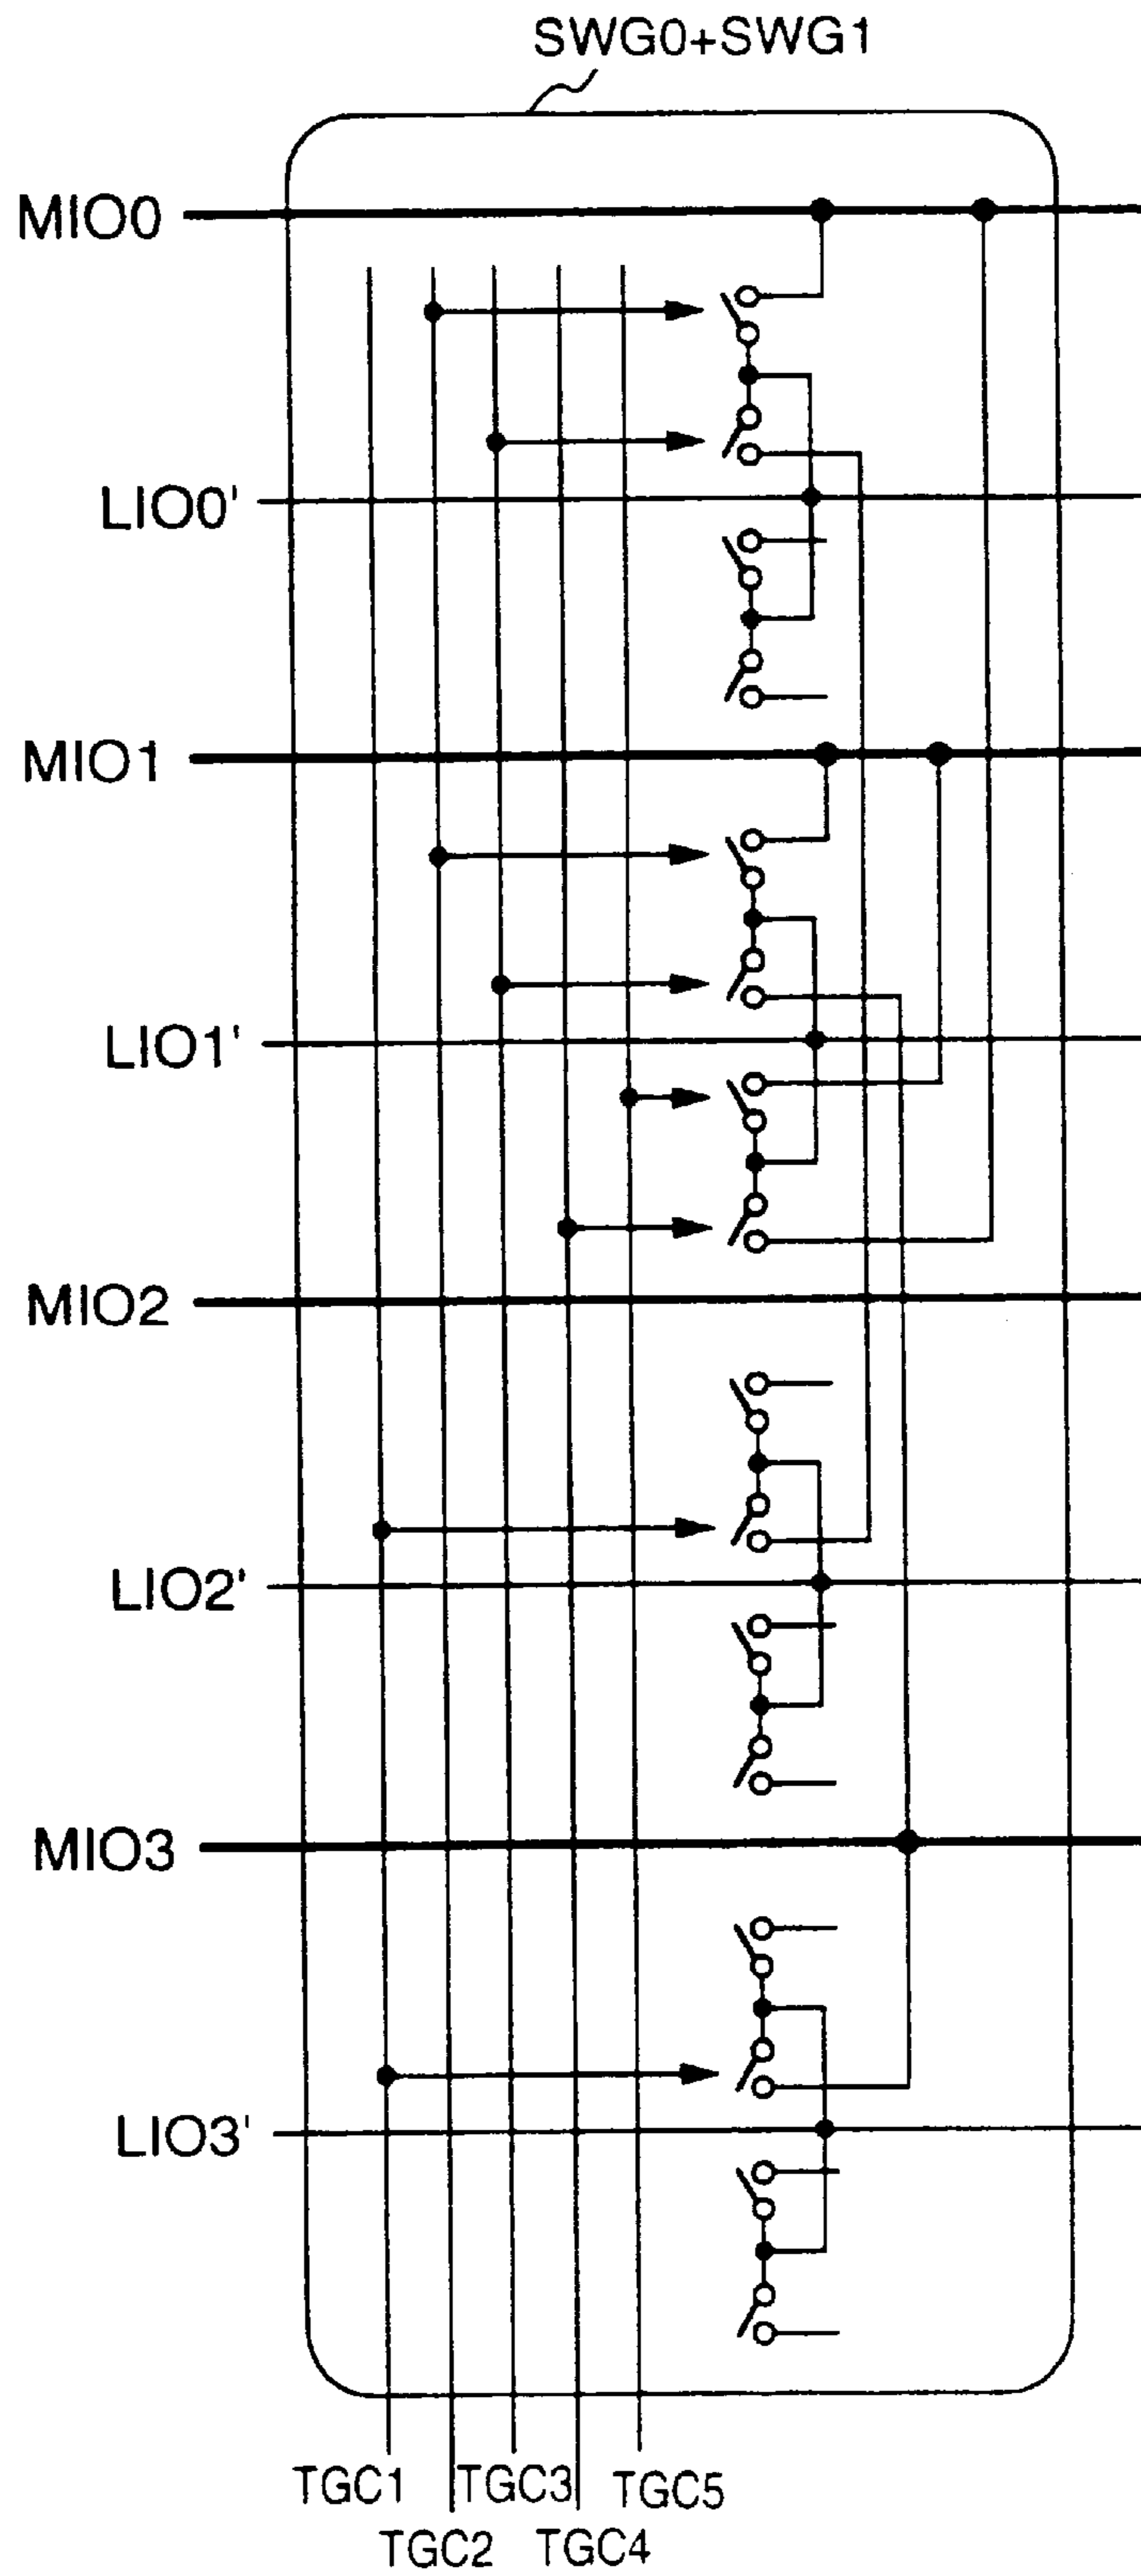 SWG0+SWG1
MIO0
LIO0'
MIO1
LIO1'
MIO2
LIO2'
MIO3
LIO3'
TGC1 TGC3 TGC5
TGC2 TGC4